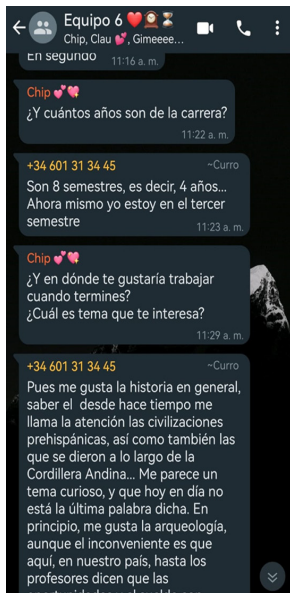 Equipo 6 ❤️🕰️⏳
Chip, Clau 💕, Gimeeee...
En segundo 11:16 a. m.
Chip 💕💘
¿Y cuántos años son de la carrera?
11:22 a. m.
+34 601 31 34 45 ~Curro
Son 8 semestres, es decir, 4 años...
Ahora mismo yo estoy en el tercer
semestre 11:23 a. m.
Chip 💕💘
¿Y en dónde te gustaría trabajar
cuando termines?
¿Cuál es tema que te interesa?
11:29 a. m.
+34 601 31 34 45 ~Curro
Pues me gusta la historia en general,
saber el  desde hace tiempo me
llama la atención las civilizaciones
prehispánicas, así como también las
que se dieron a lo largo de la
Cordillera Andina... Me parece un
tema curioso, y que hoy en día no
está la última palabra dicha. En
principio, me gusta la arqueología,
aunque el inconveniente es que
aquí, en nuestro país, hasta los
profesores dicen que las